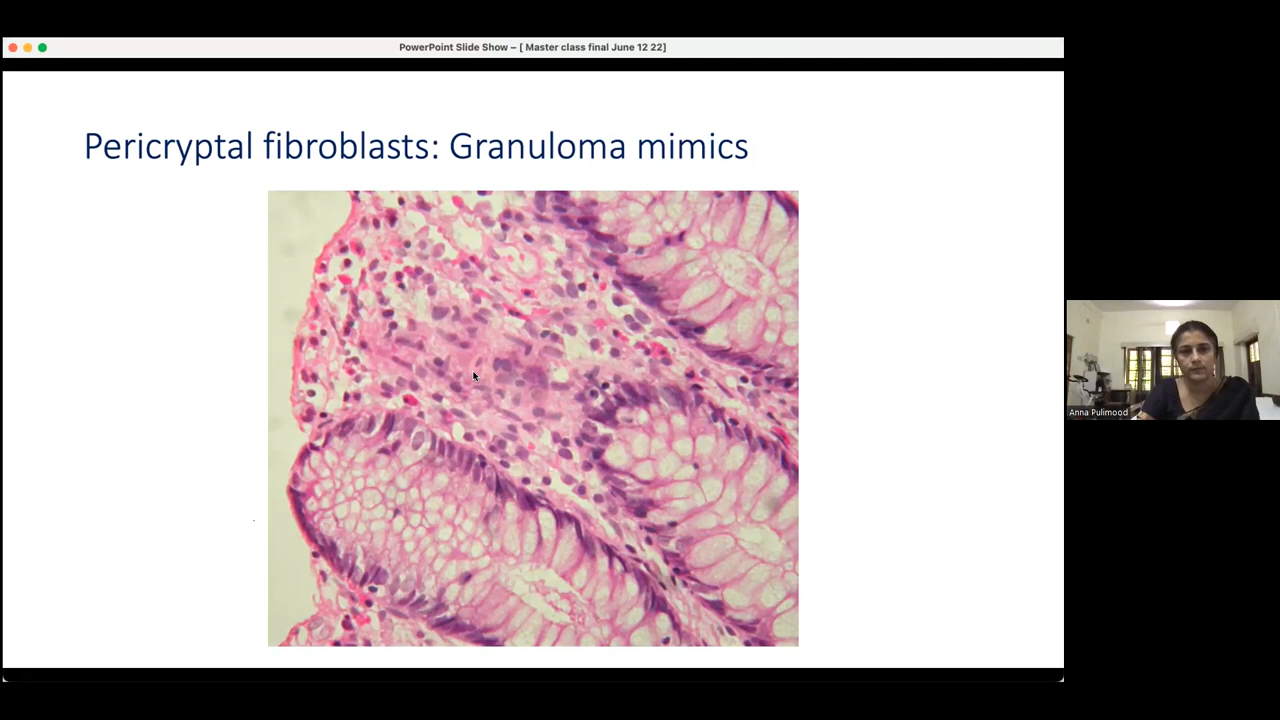 PowerPoint Slide Show – [ Master class final June 12 22]
Pericryptal fibroblasts: Granuloma mimics
Anna Pulimood